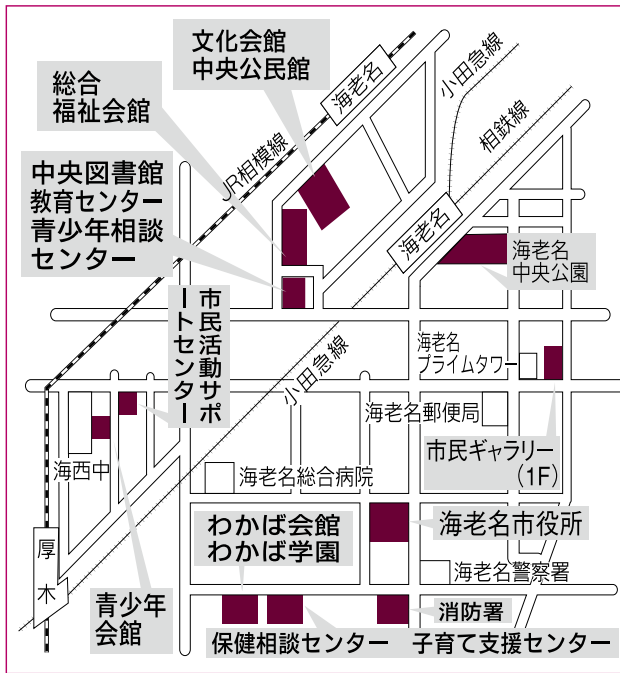 文化会館
中央公民館
海老名
小田急線
総合
福祉会館
相鉄線
JR相模線
中央図書館
教育センター
青少年相談
センター
海老名
海老名
中央公園
市民活動サポ
ートセンター
小田急線
海老名
プライムタワー
海老名郵便局
市民ギャラリー
(1F)
海西中
海老名総合病院
わかば会館
わかば学園
海老名市役所
厚木
海老名警察署
青少年
会館
消防署
保健相談センター
子育て支援センター